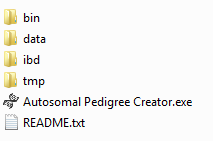 bin
data
ibd
tmp
Autosomal Pedigree Creator.exe
README.txt